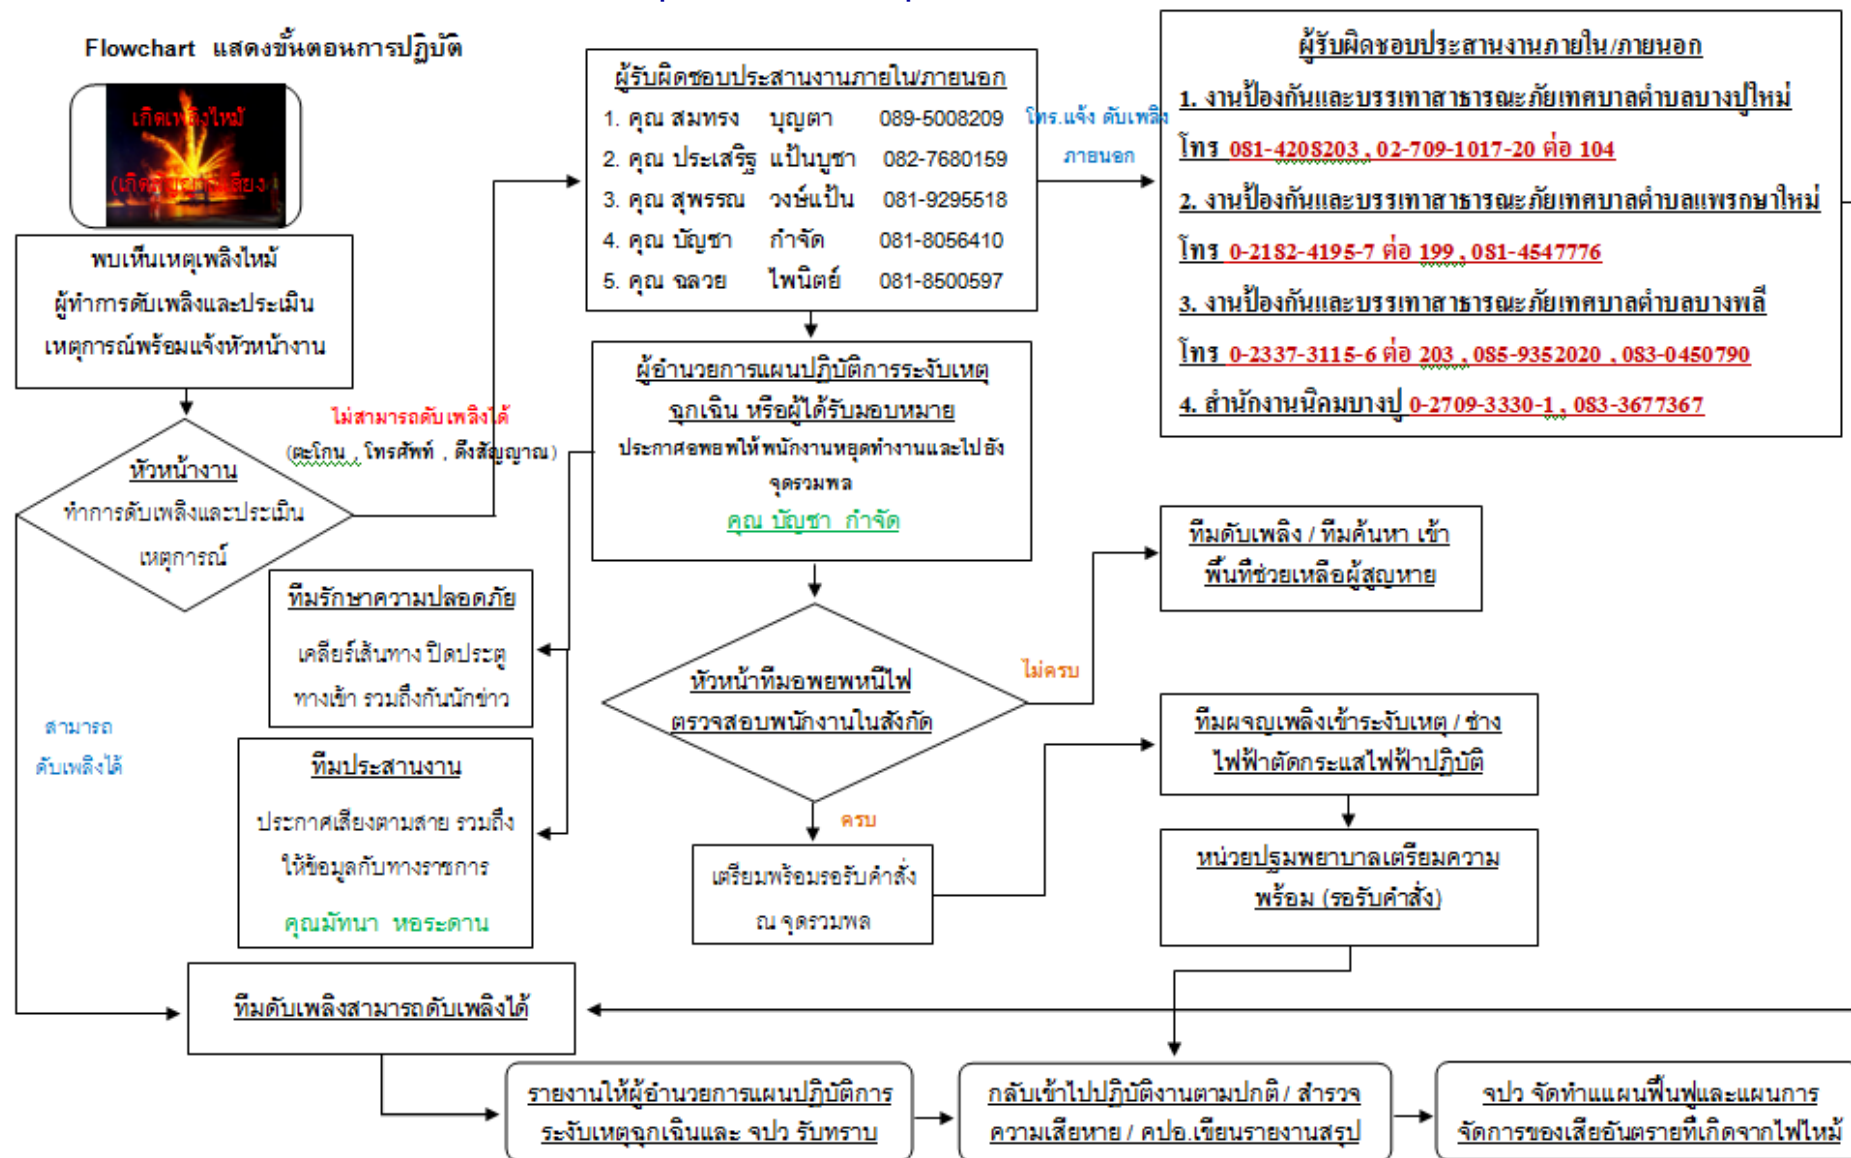 Flowchart แสดงขั้นตอนการปฏิบัติ
เกิดเพลิงไหม้
พบเห็นเหตุเพลิงไหม้
ผู้ทำการดับเพลิงและประเมิน
เหตุการณ์พร้อมแจ้งหัวหน้างาน
หัวหน้างาน
ทำการดับเพลิงและประเมิน
เหตุการณ์
ไม่สามารถดับเพลิงได้
(ตะโกน , โทรศัพท์ , ดึงสัญญาณ)
สามารถ
ดับเพลิงได้
ผู้รับผิดชอบประสานงานภายใน/ภายนอก
1. คุณ สมทรง บุญตา 089-5008209
2. คุณ ประเสริฐ แป้นบูชา 082-7680159
3. คุณ สุพรรณ วงษ์แป้น 081-9295518
4. คุณ บัญชา กำจัด 081-8056410
5. คุณ ฉลวย ไพนิตย์ 081-8500597
โทร.แจ้ง ดับเพลิง
ภายนอก
ผู้รับผิดชอบประสานงานภายใน/ภายนอก
1. งานป้องกันและบรรเทาสาธารณะภัยเทศบาลตำบลบางปูใหม่
โทร 081-4208203 , 02-709-1017-20 ต่อ 104
2. งานป้องกันและบรรเทาสาธารณะภัยเทศบาลตำบลแพรกษาใหม่
โทร 0-2182-4195-7 ต่อ 199 , 081-4547776
3. งานป้องกันและบรรเทาสาธารณะภัยเทศบาลตำบลบางพลี
โทร 0-2337-3115-6 ต่อ 203 , 085-9352020 , 083-0450790
4. สำนักงานนิคมบางปู 0-2709-3330-1 , 083-3677367
ผู้อำนวยการแผนปฏิบัติการระงับเหตุ
ฉุกเฉิน หรือผู้ได้รับมอบหมาย
ประกาศอพยพให้พนักงานหยุดทำงานและไปยัง
จุดรวมพล
คุณ บัญชา กำจัด
ทีมรักษาความปลอดภัย
เคลียร์เส้นทาง ปิดประตู
ทางเข้า รวมถึงกันนักข่าว
ทีมประสานงาน
ประกาศเสียงตามสาย รวมถึง
ให้ข้อมูลกับทางราชการ
คุณมัทนา หอระดาน
หัวหน้าทีมอพยพหนีไฟ
ตรวจสอบพนักงานในสังกัด
ไม่ครบ
ครบ
เตรียมพร้อมรอรับคำสั่ง
ณ จุดรวมพล
ทีมดับเพลิง / ทีมค้นหา เข้า
พื้นที่ช่วยเหลือผู้สูญหาย
ทีมผจญเพลิงเข้าระงับเหตุ / ช่าง
ไฟฟ้าตัดกระแสไฟฟ้าปฏิบัติ
หน่วยปฐมพยาบาลเตรียมความ
พร้อม (รอรับคำสั่ง)
ทีมดับเพลิงสามารถดับเพลิงได้
รายงานให้ผู้อำนวยการแผนปฏิบัติการ
ระงับเหตุฉุกเฉินและ จปว รับทราบ
กลับเข้าไปปฏิบัติงานตามปกติ / สำรวจ
ความเสียหาย / คปอ.เขียนรายงานสรุป
จปว จัดทำแแผนฟื้นฟูและแผนการ
จัดการของเสียอันตรายที่เกิดจากไฟไหม้